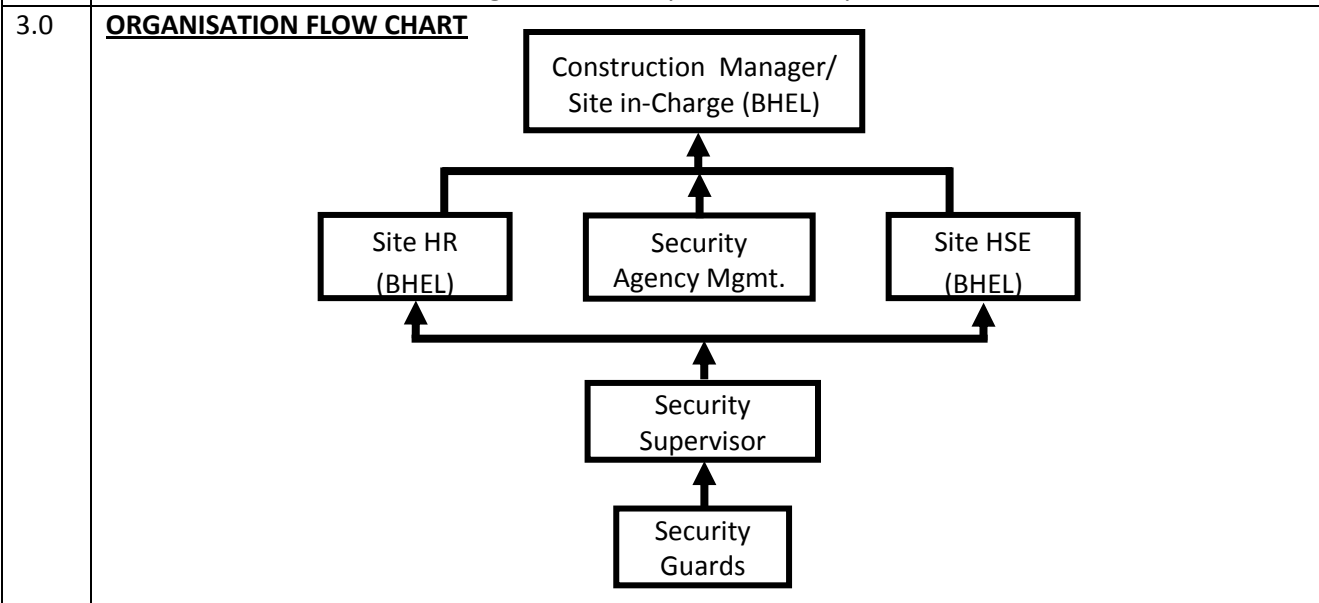 3.0
ORGANISATION FLOW CHART
Construction Manager/
Site in-Charge (BHEL)
Site HR
(BHEL)
Security
Agency Mgmt.
Site HSE
(BHEL)
Security
Supervisor
Security
Guards